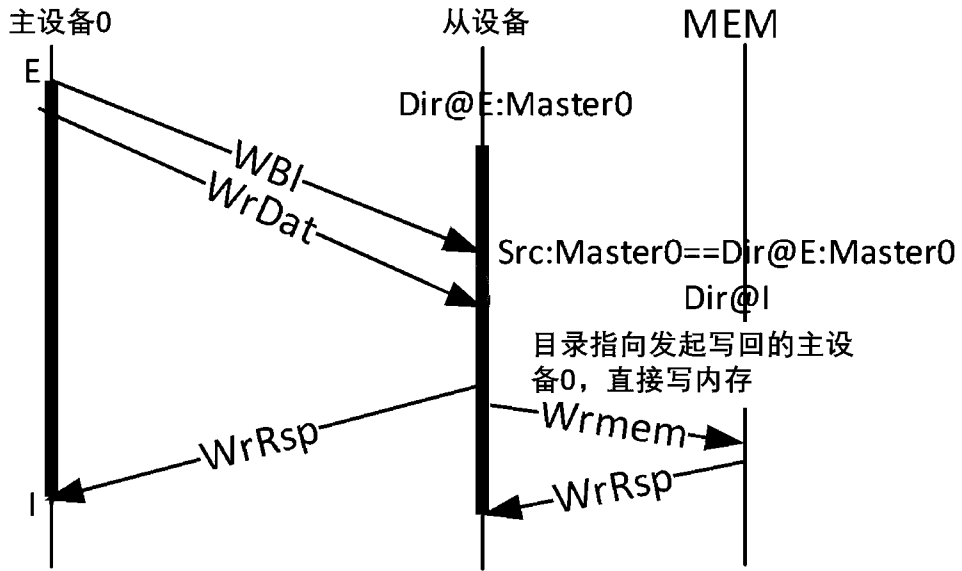 主设备0
从设备
MEM
E
Dir@E:Master0
WBI
WrDat
Src:Master0==Dir@E:Master0
Dir@I
目录指向发起写回的主设
备0，直接写内存
Wrmem
WrRsp
WrRsp
I